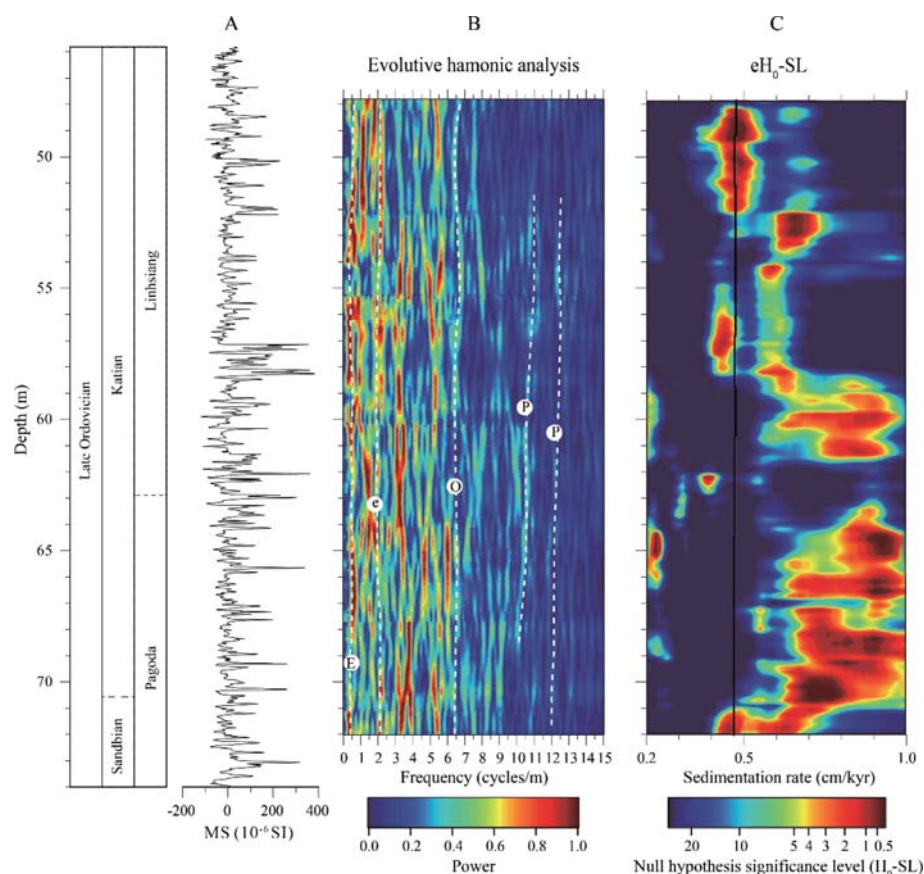 A
B
C
Evolutive hamonic analysis
eH₀-SL
Depth (m)
50
55
60
65
70
Latc Ordovician
Katian
Sandbian
Linhsiang
Pagoda
E
e
O
P
P
-200 0 200 400
MS (10⁻⁶ SI)
0 1 2 3 4 5 6 7 8 9 10 11 12 13 14 15
Frequency (cycles/m)
0.2 0.6 1.0
Sedimentation rate (cm/kyr)
0.0 0.2 0.4 0.6 0.8 1.0
Power
20 10 5 4 3 2 1 0.5
Null hypothesis significance level (H₀-SL)